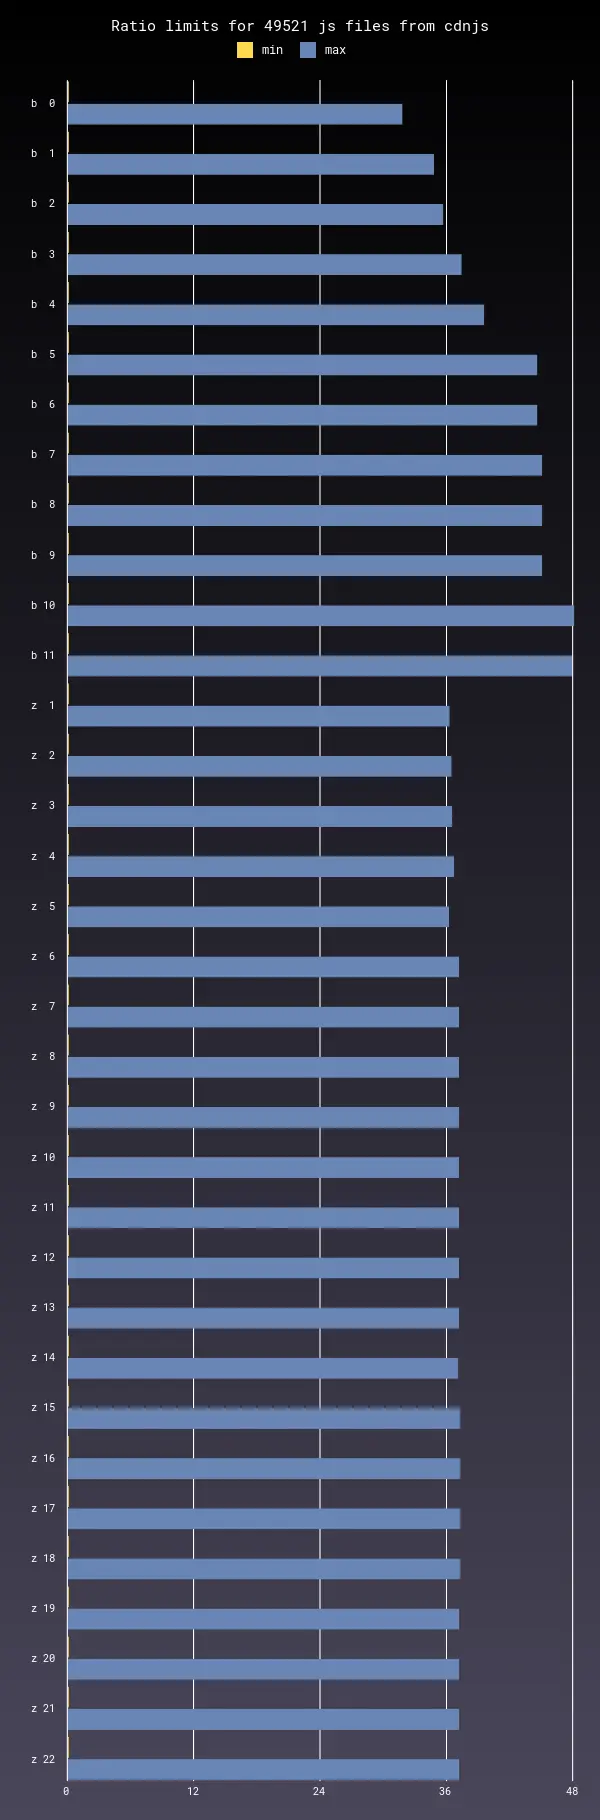 Ratio limits for 49521 js files from cdnjs
min max
b 0
b 1
b 2
b 3
b 4
b 5
b 6
b 7
b 8
b 9
b 10
b 11
z 1
z 2
z 3
z 4
z 5
z 6
z 7
z 8
z 9
z 10
z 11
z 12
z 13
z 14
z 15
z 16
z 17
z 18
z 19
z 20
z 21
z 22
0 12 24 36 48